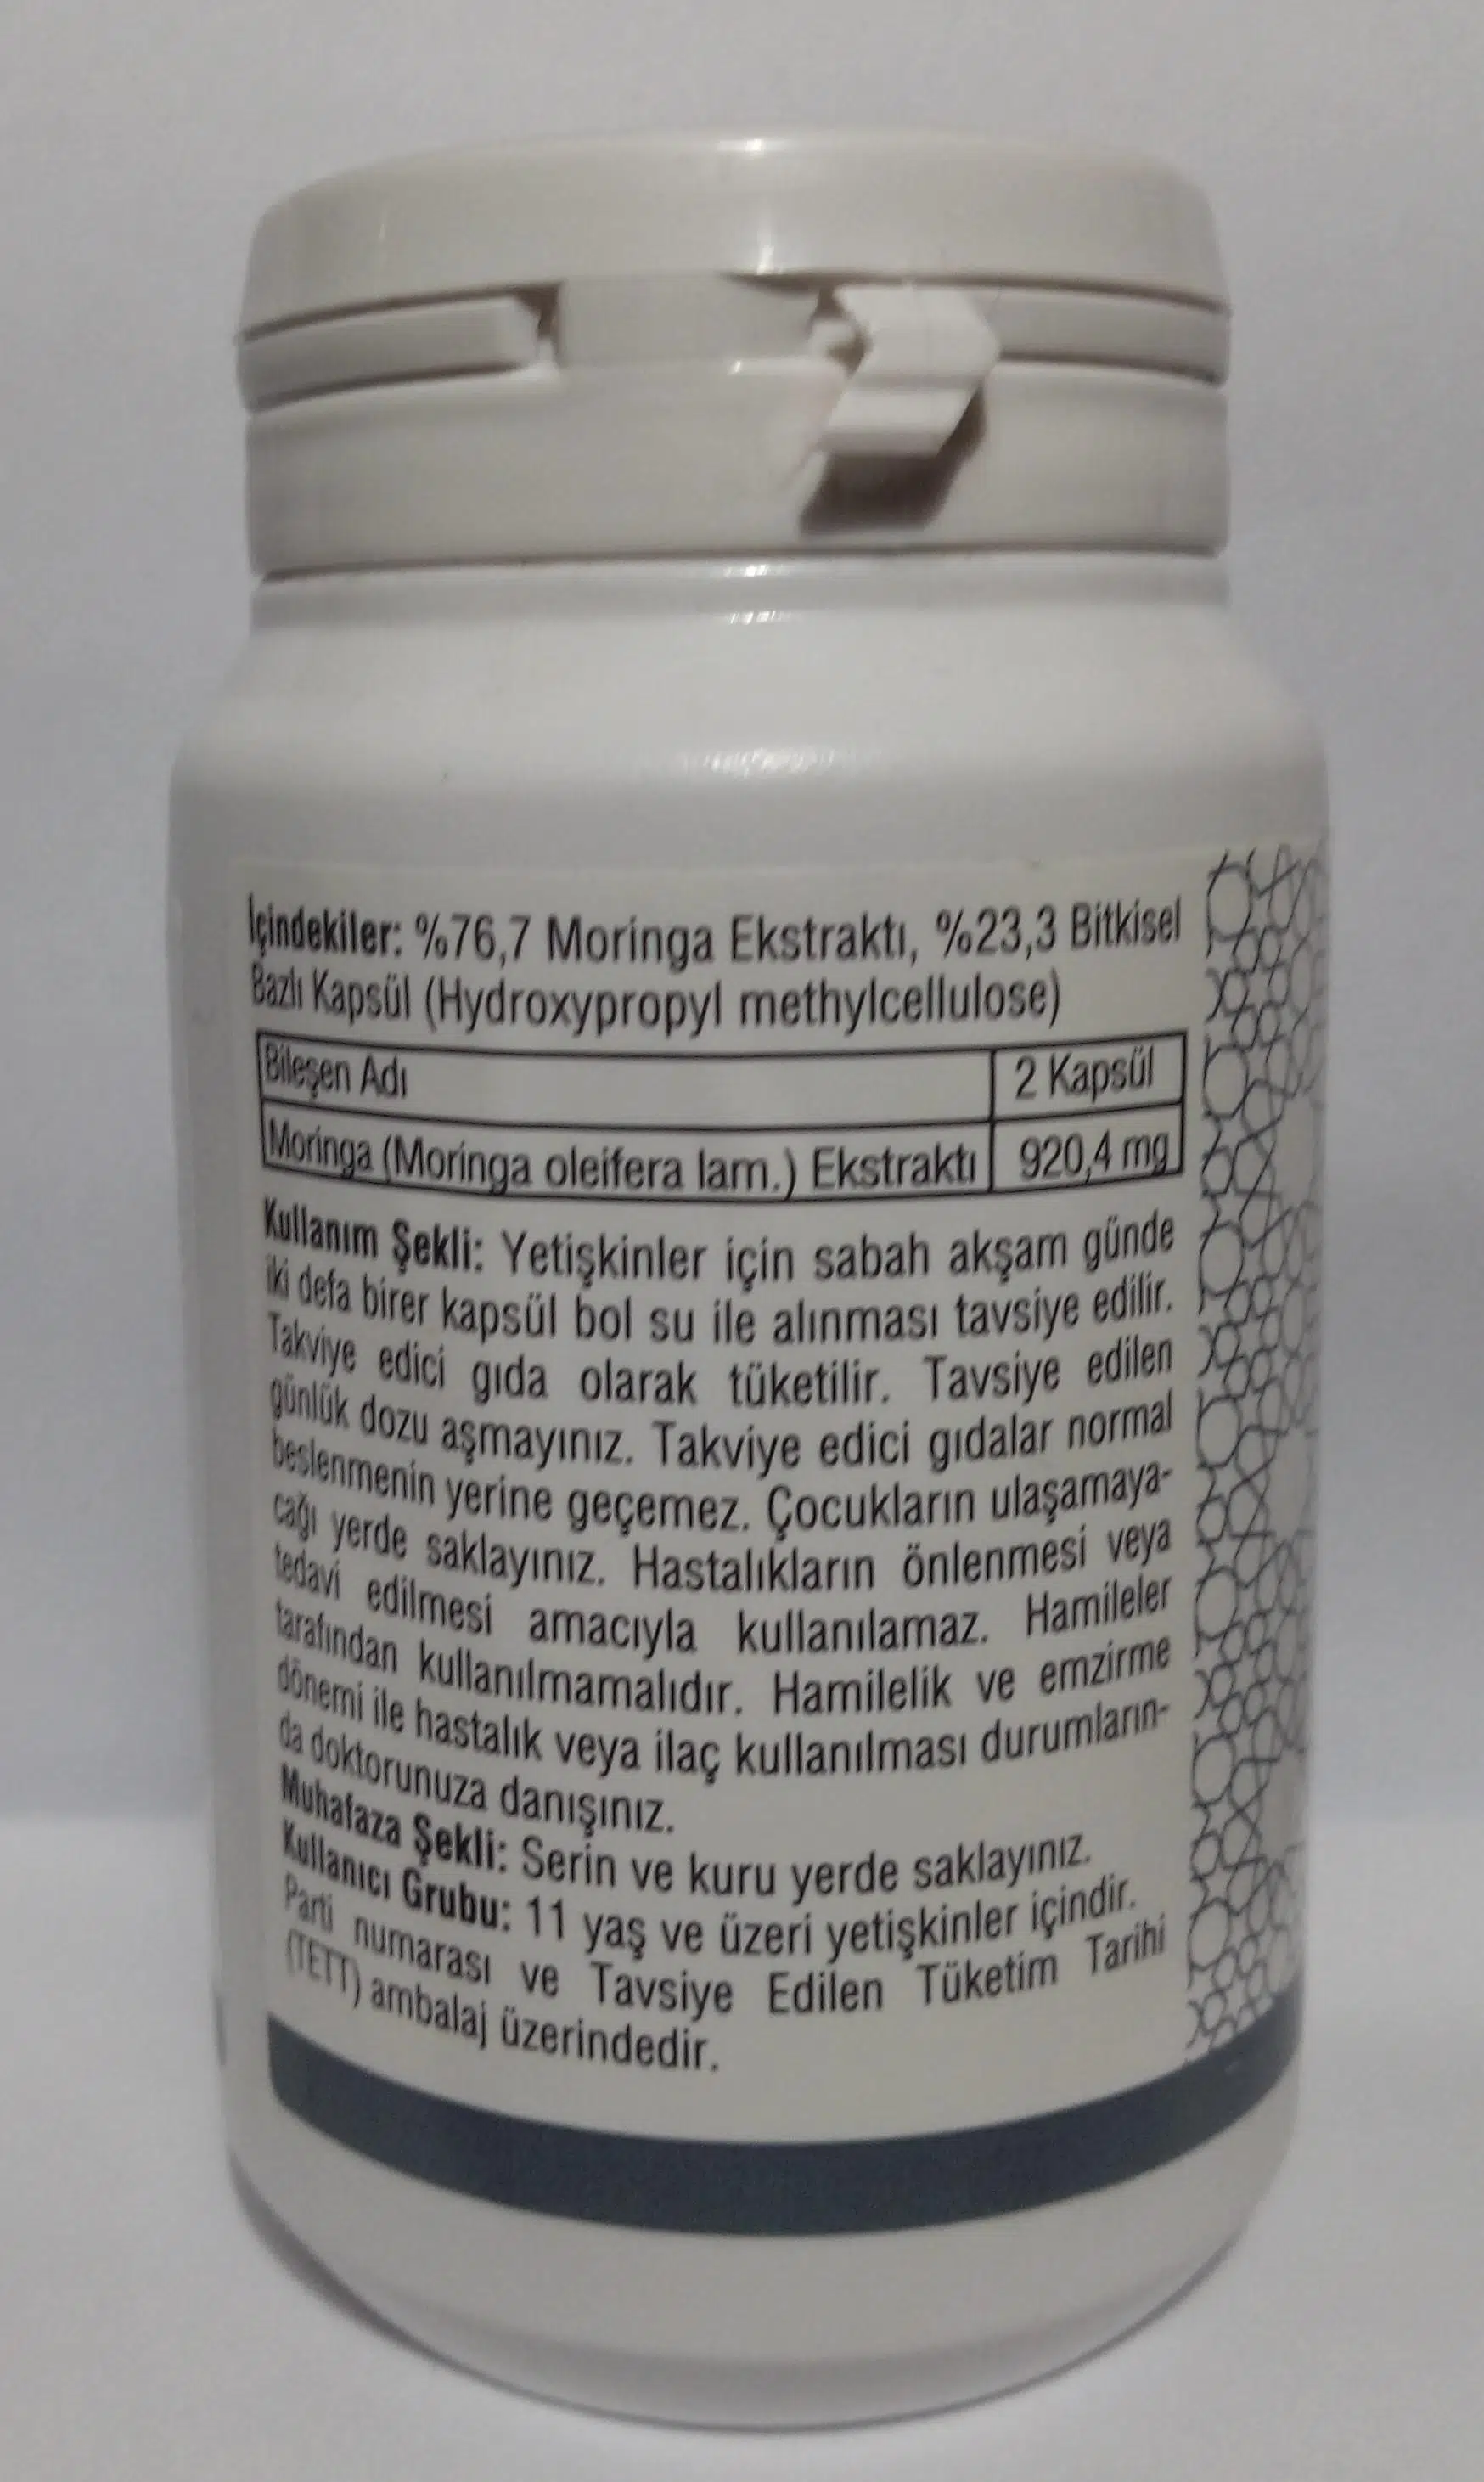 İçindekiler: %76,7 Moringa Ekstraktı, %23,3 Bitkisel
Bazlı Kapsül (Hydroxypropyl methylcellulose)
Bileşen Adı 2 Kapsül
Moringa (Moringa oleifera lam.) Ekstraktı 920,4 mg
Kullanım Şekli: Yetişkinler için sabah akşam günde
iki defa birer kapsül bol su ile alınması tavsiye edilir.
Takviye edici gıda olarak tüketilir. Tavsiye edilen
günlük dozu aşmayınız. Takviye edici gıdalar normal
beslenmenin yerine geçemez. Çocukların ulaşamaya-
cağı yerde saklayınız. Hastalıkların önlenmesi veya
tedavi edilmesi amacıyla kullanılamaz. Hamileler
tarafından kullanılmamalıdır. Hamilelik ve emzirme
dönemi ile hastalık veya ilaç kullanılması durumların-
da doktorunuza danışınız.
Muhafaza Şekli: Serin ve kuru yerde saklayınız.
Kullanıcı Grubu: 11 yaş ve üzeri yetişkinler içindir.
Parti numarası ve Tavsiye Edilen Tüketim Tarihi
(TETT) ambalaj üzerindedir.